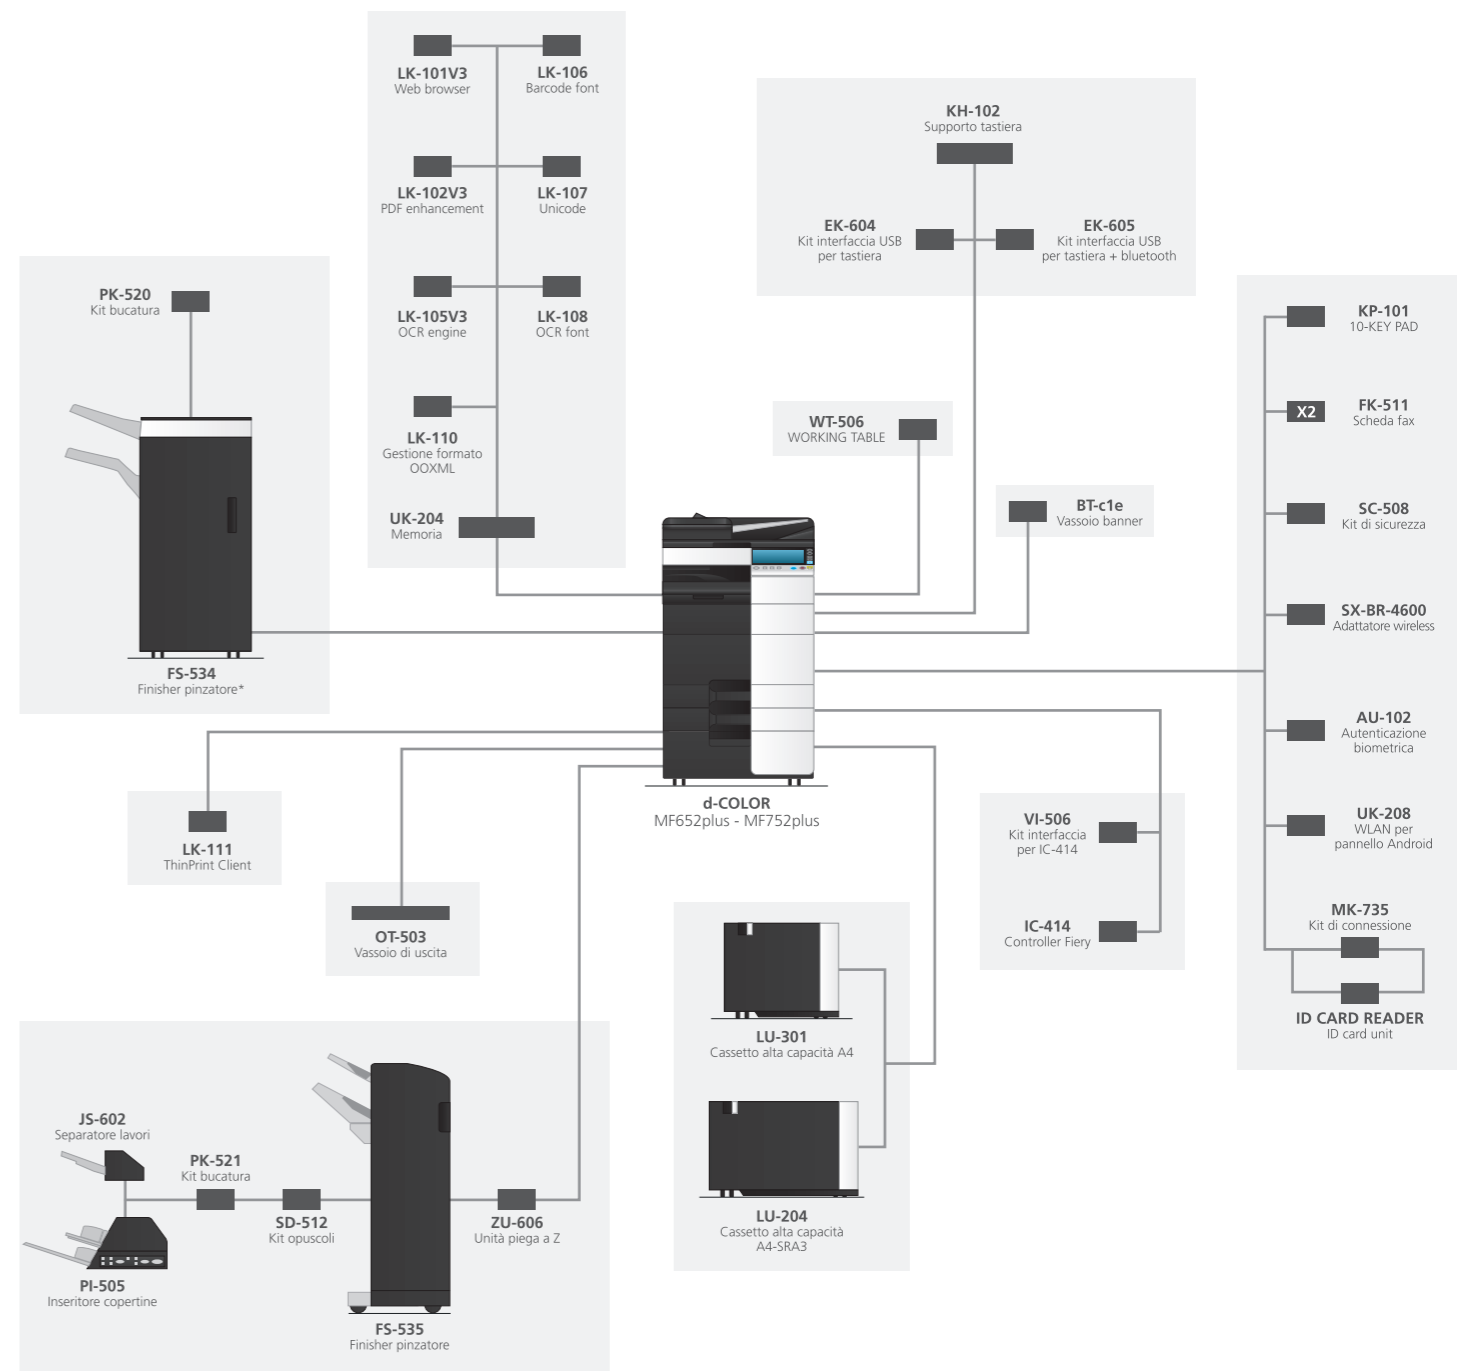 LK-101V3
Web browser
LK-106
Barcode font
LK-102V3
PDF enhancement
LK-107
Unicode
LK-105V3
OCR engine
LK-108
OCR font
LK-110
Gestione formato
OOXML
UK-204
Memoria
KH-102
Supporto tastiera
EK-604
Kit interfaccia USB
per tastiera
EK-605
Kit interfaccia USB
per tastiera + bluetooth
PK-520
Kit bucatura
FS-534
Finisher pinzatore*
WT-506
WORKING TABLE
BT-c1e
Vassoio banner
KP-101
10-KEY PAD
X2
FK-511
Scheda fax
SC-508
Kit di sicurezza
SX-BR-4600
Adattatore wireless
AU-102
Autenticazione
biometrica
UK-208
WLAN per
pannello Android
MK-735
Kit di connessione
ID CARD READER
ID card unit
d-COLOR
MF652plus - MF752plus
LK-111
ThinPrint Client
OT-503
Vassoio di uscita
VI-506
Kit interfaccia
per IC-414
IC-414
Controller Fiery
LU-301
Cassetto alta capacità A4
LU-204
Cassetto alta capacità
A4-SRA3
JS-602
Separatore lavori
PK-521
Kit bucatura
SD-512
Kit opuscoli
ZU-606
Unità piega a Z
PI-505
Inseritore copertine
FS-535
Finisher pinzatore